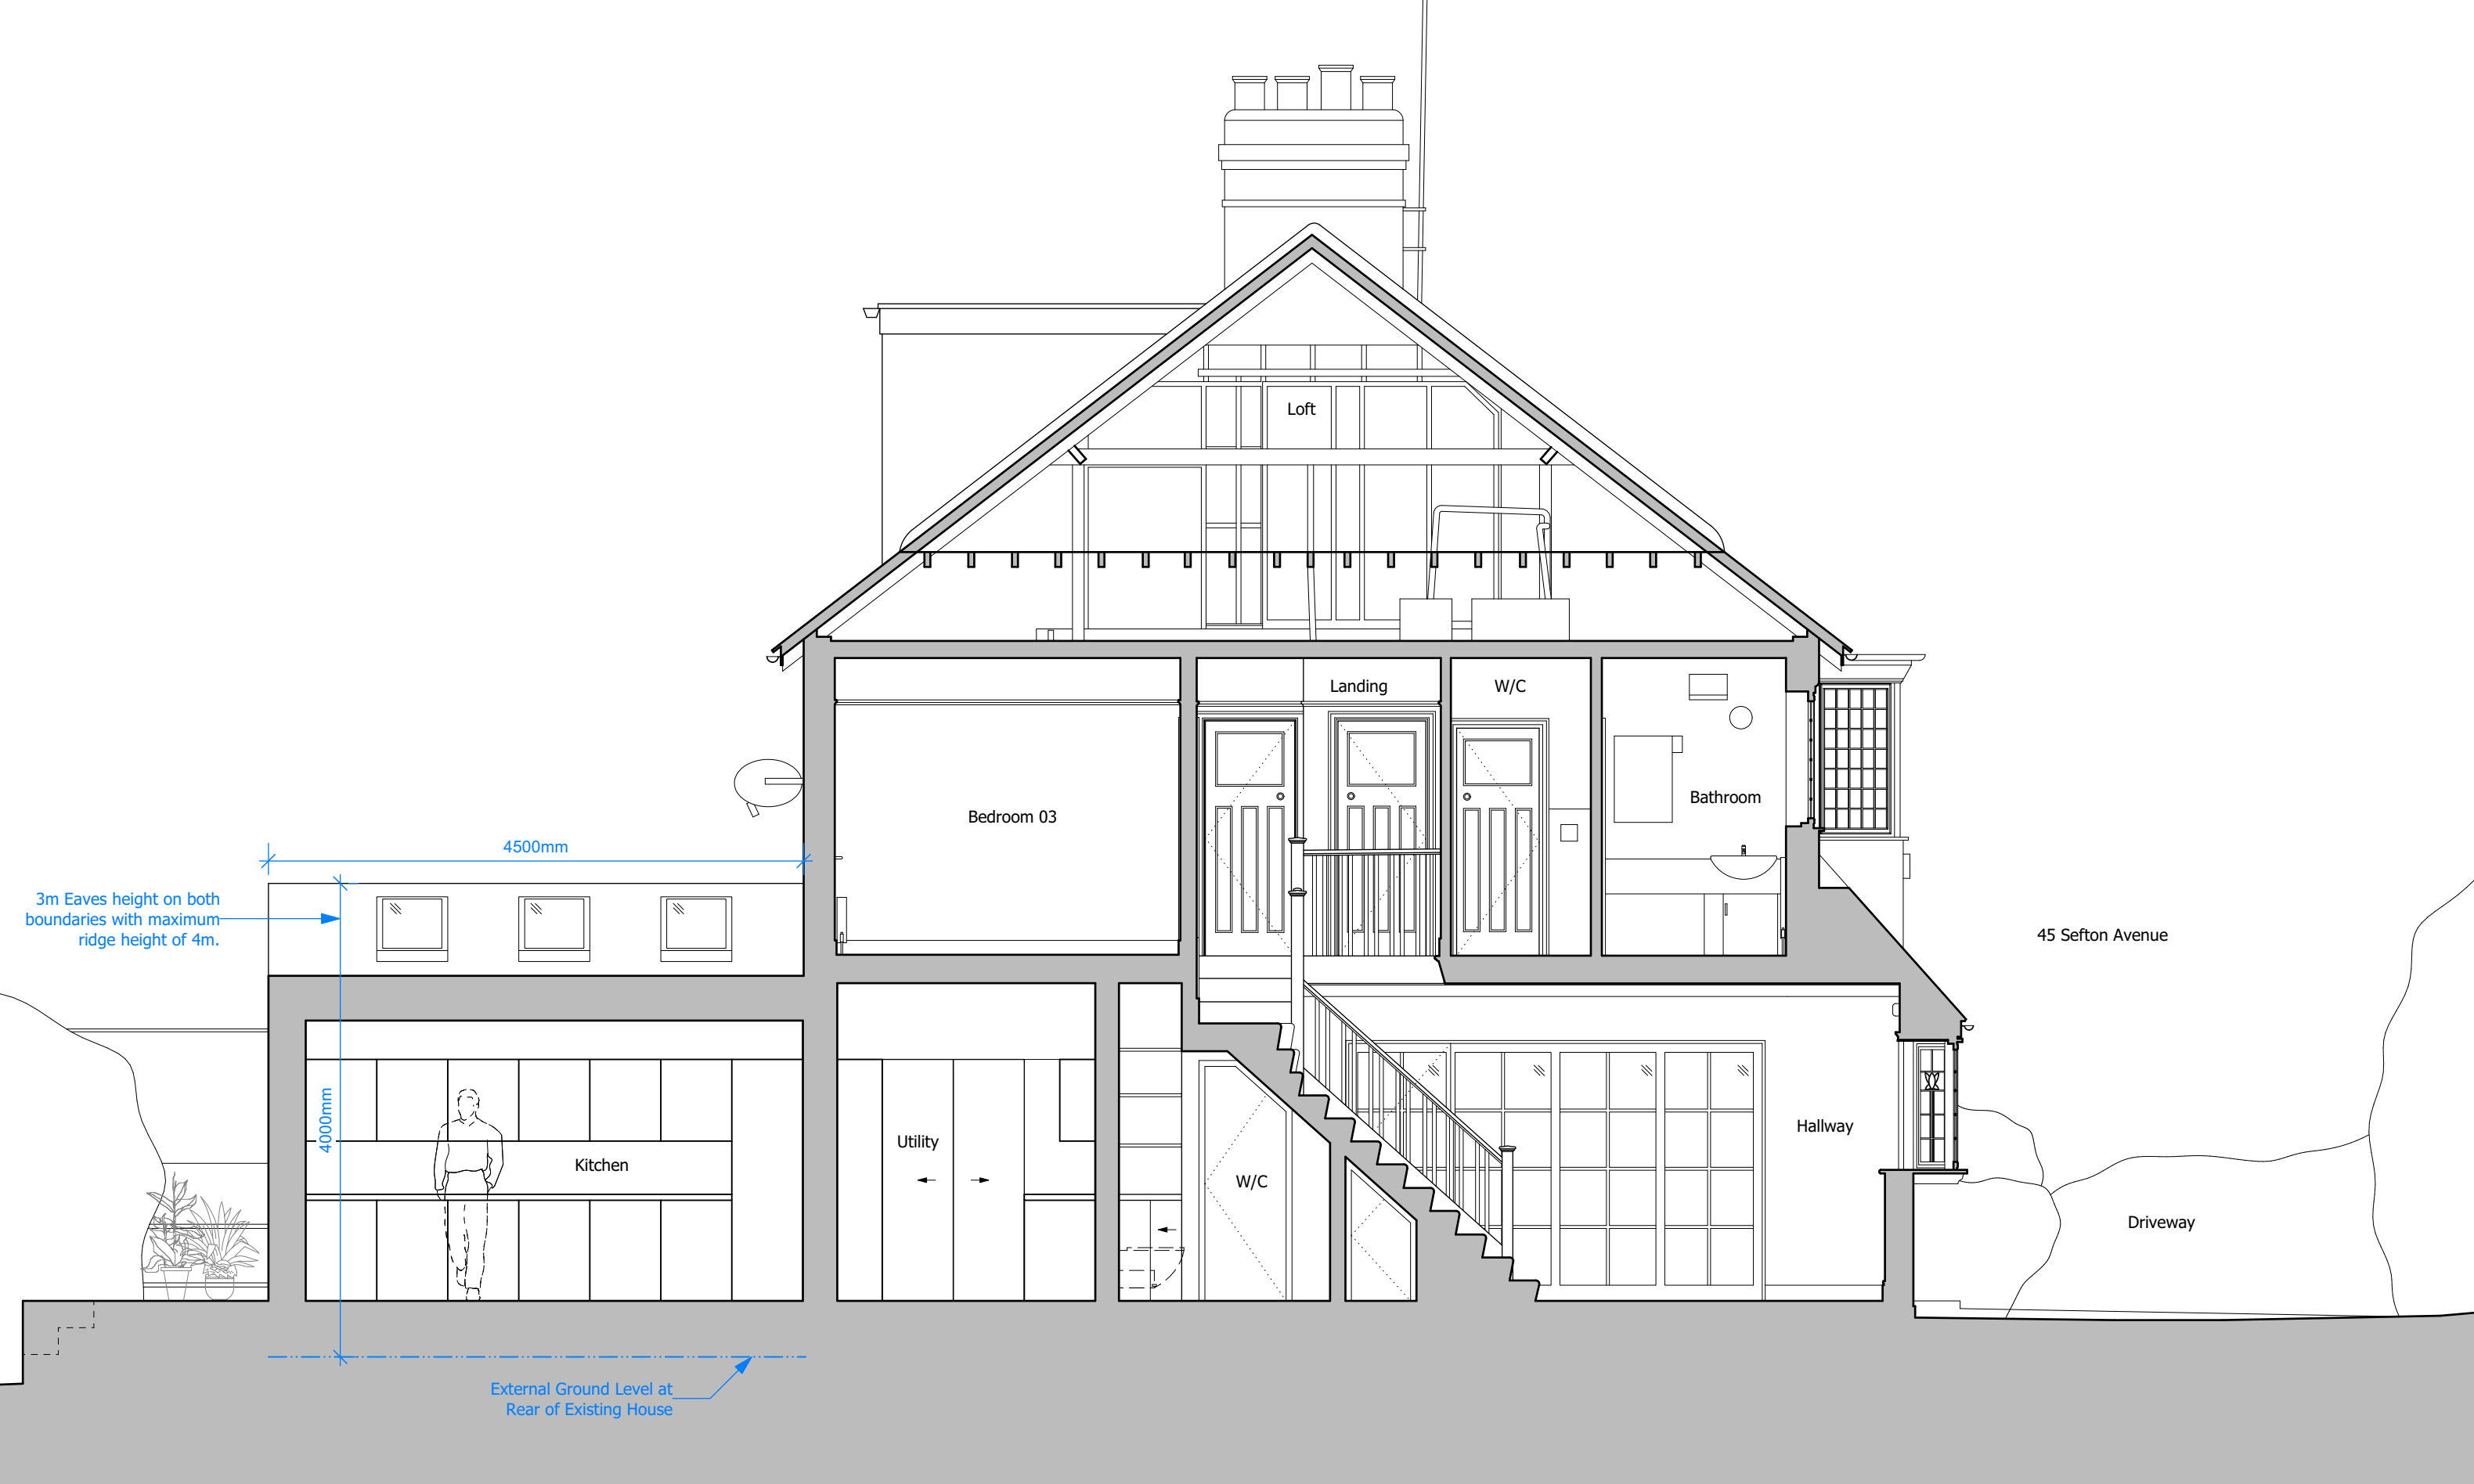 Loft
Landing
W/C
Bathroom
Bedroom 03
4500mm
3m Eaves height on both
boundaries with maximum
ridge height of 4m.
45 Sefton Avenue
4000mm
Kitchen
Utility
W/C
Hallway
Driveway
External Ground Level at
Rear of Existing House